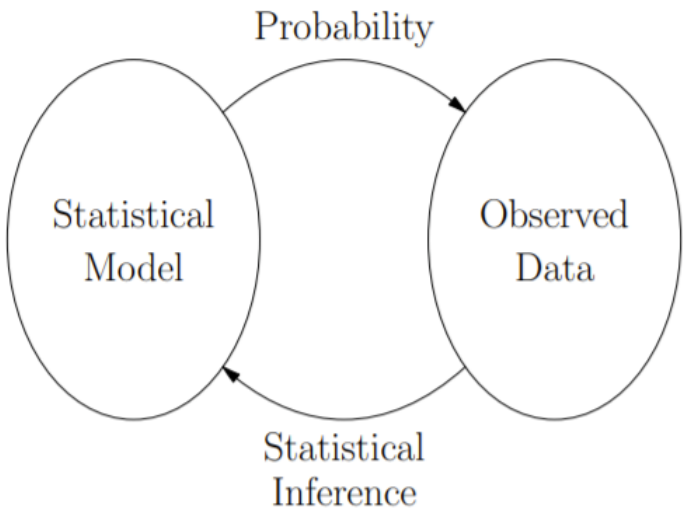 Probability
Statistical
Model
Observed
Data
Statistical
Inference